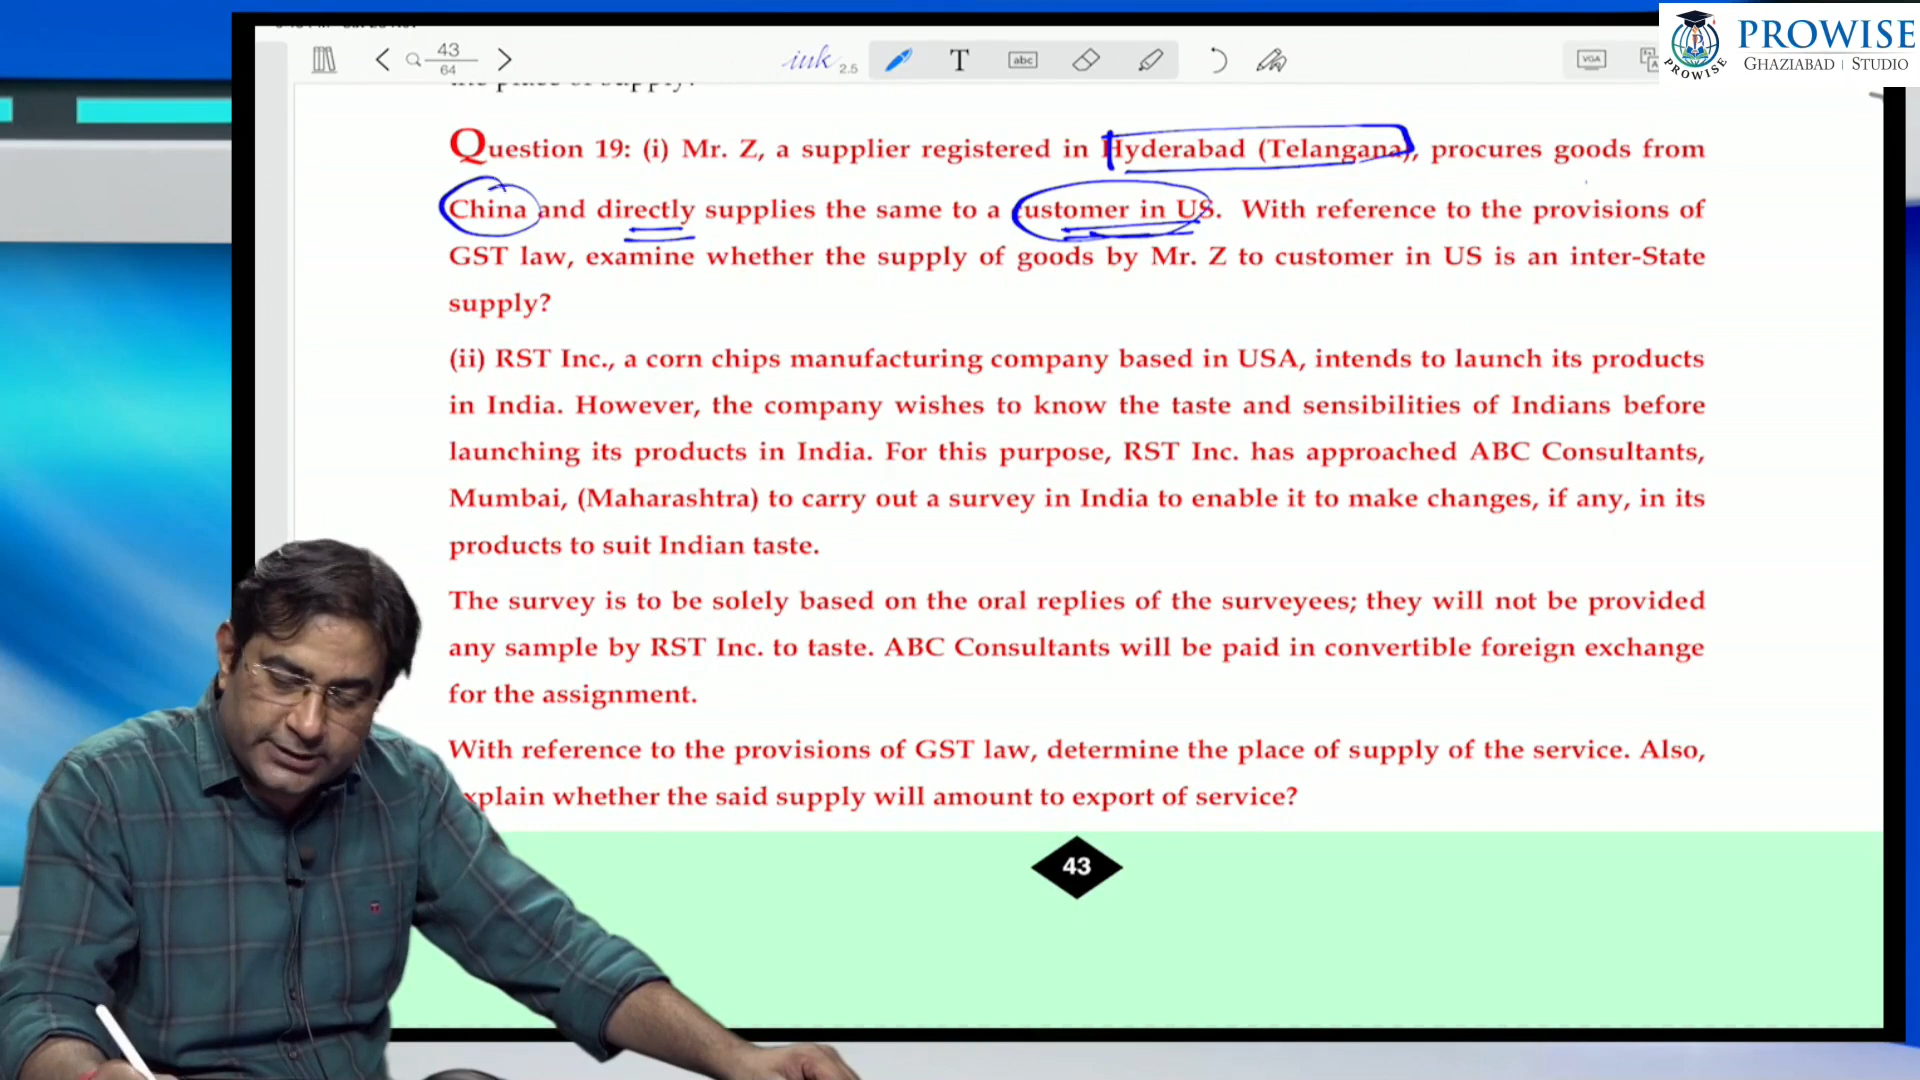 43
64
ink 2.5
T
abc
VGA
PROWISE
GHAZIABAD | STUDIO
PROWISE
the place of supply?
Question 19: (i) Mr. Z, a supplier registered in Hyderabad (Telangana), procures goods from
China and directly supplies the same to a customer in US. With reference to the provisions of
GST law, examine whether the supply of goods by Mr. Z to customer in US is an inter-State
supply?
(ii) RST Inc., a corn chips manufacturing company based in USA, intends to launch its products
in India. However, the company wishes to know the taste and sensibilities of Indians before
launching its products in India. For this purpose, RST Inc. has approached ABC Consultants,
Mumbai, (Maharashtra) to carry out a survey in India to enable it to make changes, if any, in its
products to suit Indian taste.
The survey is to be solely based on the oral replies of the surveyees; they will not be provided
any sample by RST Inc. to taste. ABC Consultants will be paid in convertible foreign exchange
for the assignment.
With reference to the provisions of GST law, determine the place of supply of the service. Also,
explain whether the said supply will amount to export of service?
43